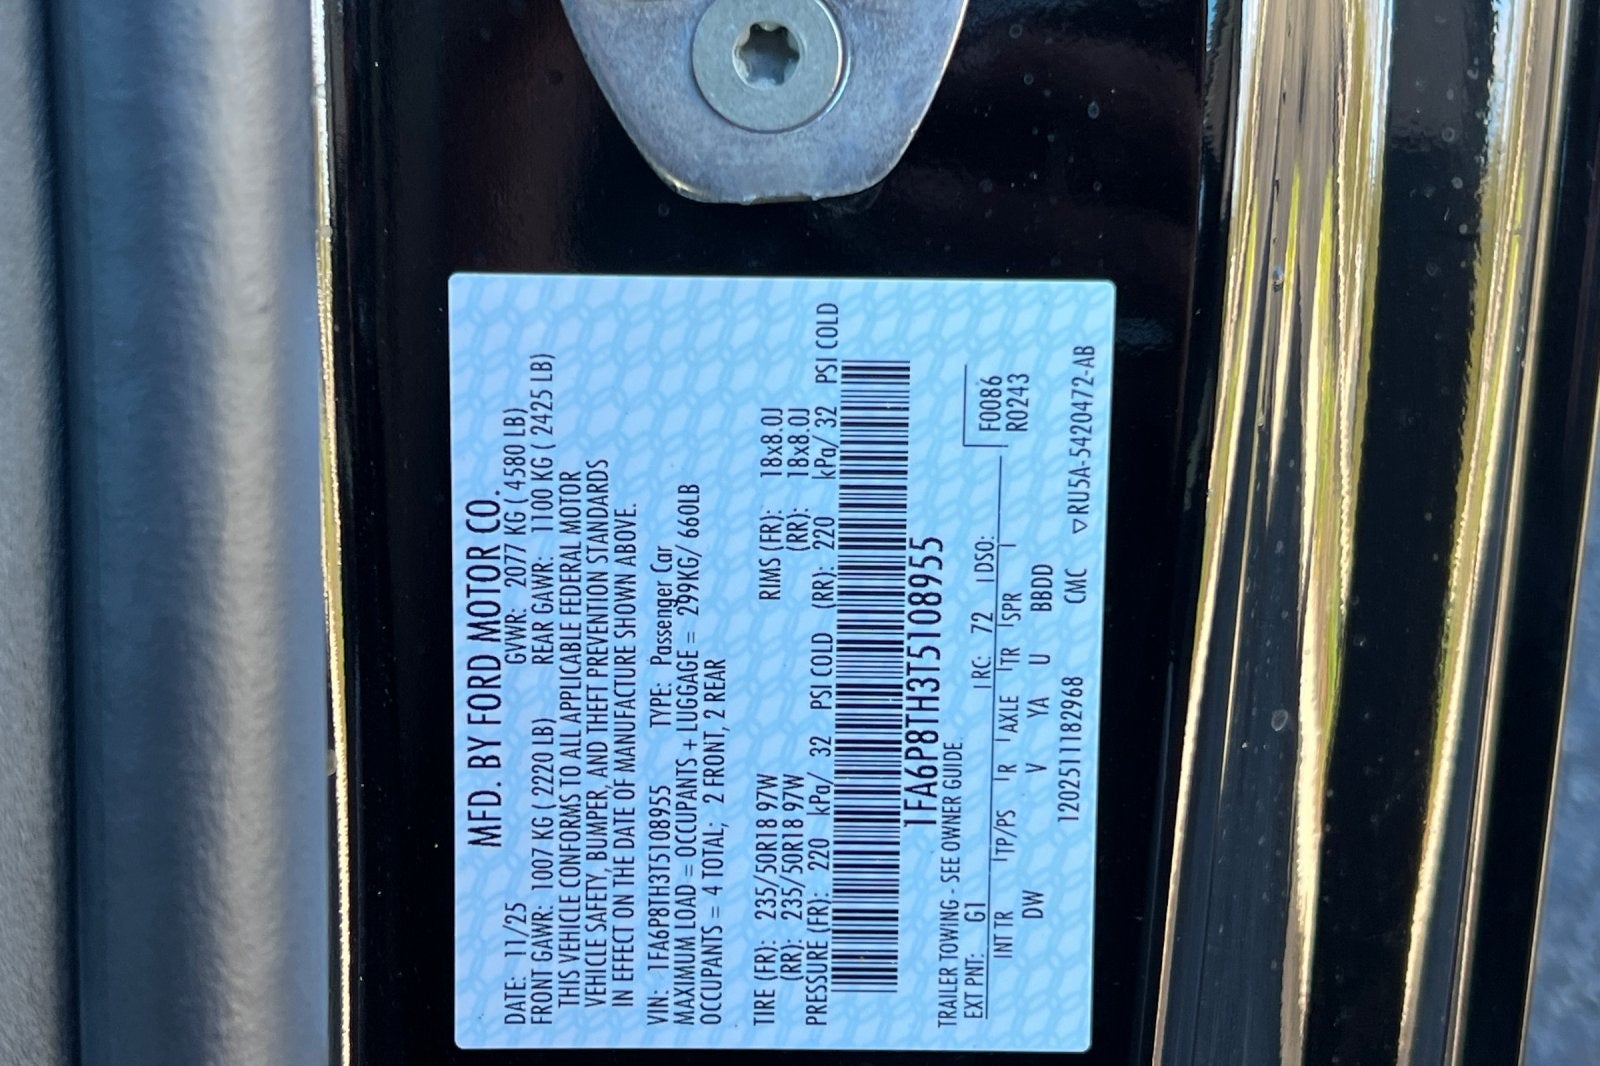 MFD. BY FORD MOTOR CO.
DATE: 11/25 GVWR: 2077 KG ( 4580 LB)
FRONT GAWR: 1007 KG ( 2220 LB) REAR GAWR: 1100 KG ( 2425 LB)
THIS VEHICLE CONFORMS TO ALL APPLICABLE FEDERAL MOTOR
VEHICLE SAFETY, BUMPER, AND THEFT PREVENTION STANDARDS
IN EFFECT ON THE DATE OF MANUFACTURE SHOWN ABOVE.
VIN: 1FA6P8TH3T5108955 TYPE: Passenger Car
MAXIMUM LOAD = OCCUPANTS + LUGGAGE = 299KG/ 660LB
OCCUPANTS = 4 TOTAL; 2 FRONT, 2 REAR
TIRE (FR): 235/50R18 97W RIMS (FR): 18x8.0J
(RR): 235/50R18 97W (RR): 18x8.0J
PRESSURE (FR): 220 kPa/ 32 PSI COLD (RR): 220 kPa/ 32 PSI COLD
1FA6P8TH3T5108955
TRAILER TOWING - SEE OWNER GUIDE
EXT PNT: G1 RC: 72 DSO: F0086
INT TR TP/PS R AXLE TR SPR R0243
DW V YA U BBDD
12025111182968 CMC ▽RU5A-5420472-AB